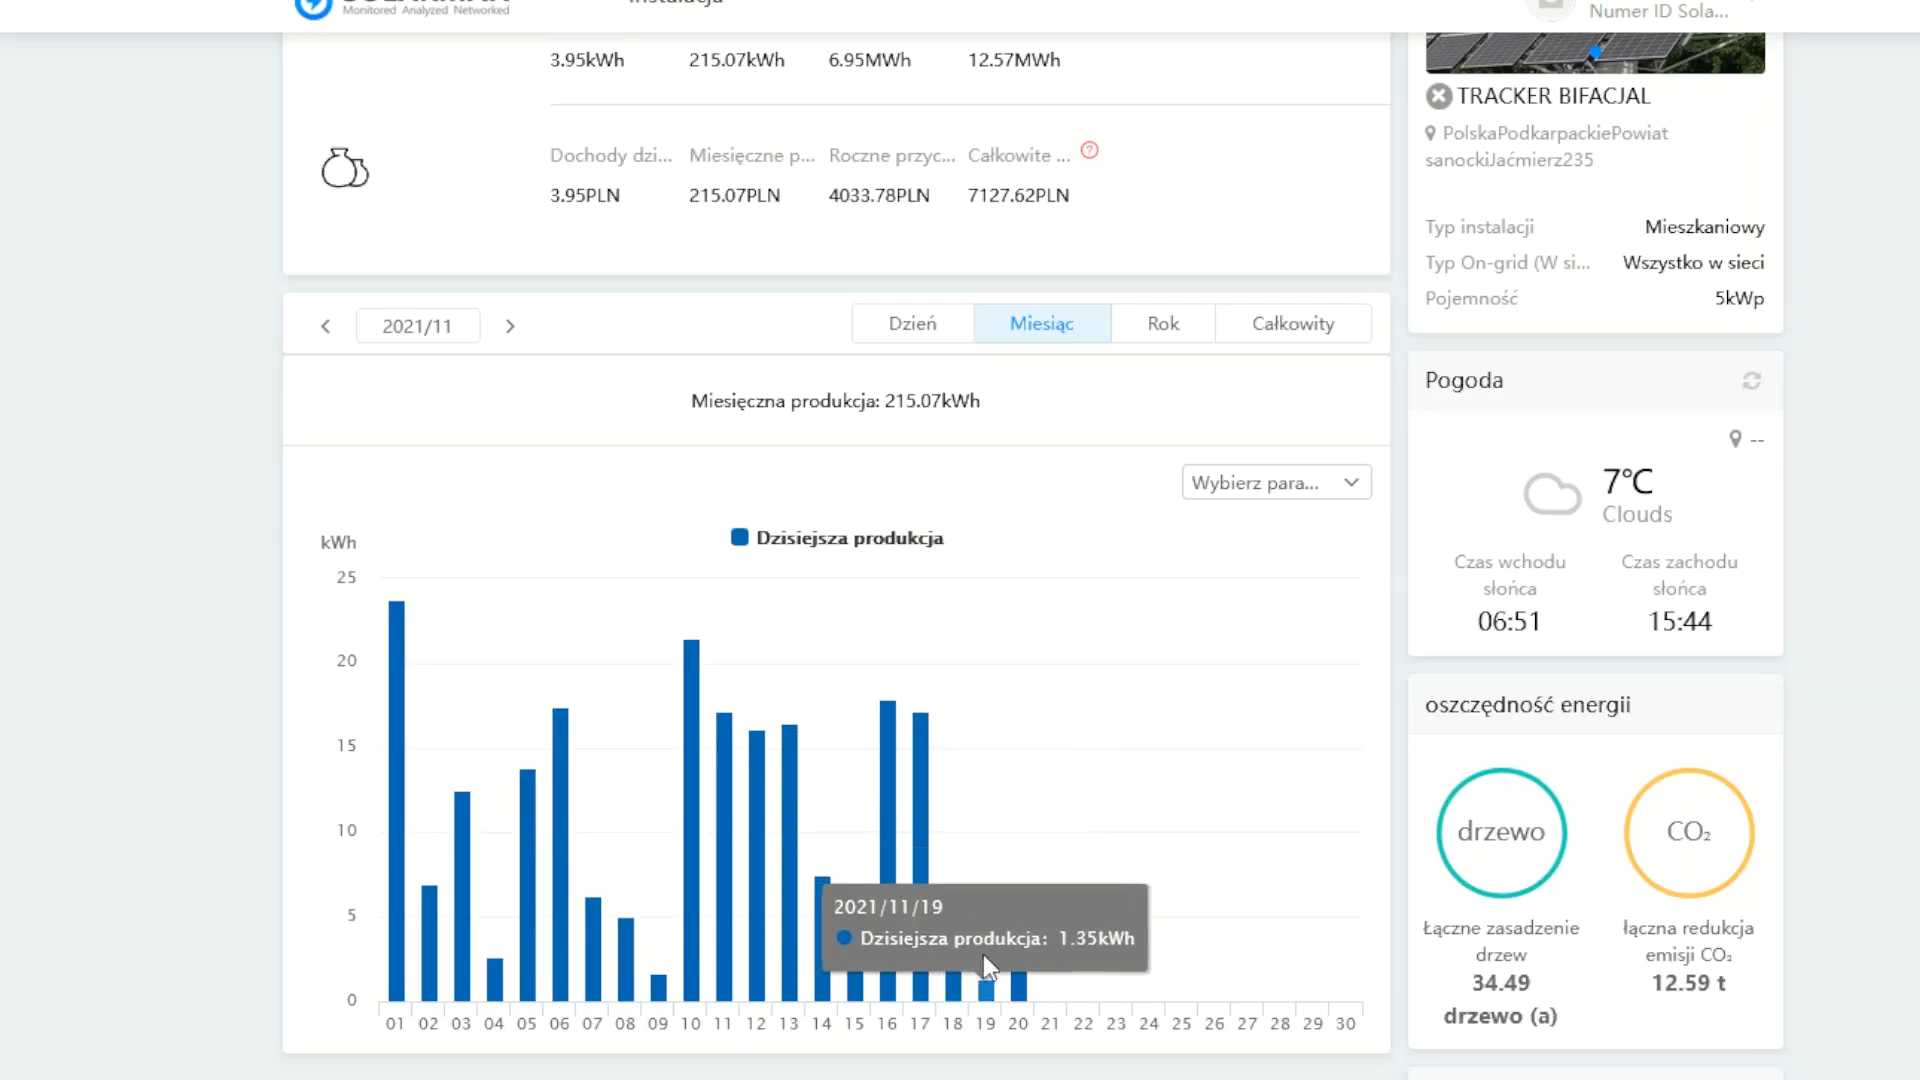 Monitored Analyzed Networked
Numer ID Sola...
3.95kWh 215.07kWh 6.95MWh 12.57MWh
Dochody dzi... Miesięczne p... Roczne przyc... Całkowite ... ?
3.95PLN 215.07PLN 4033.78PLN 7127.62PLN
2021/11
Dzień Miesiąc Rok Całkowity
Miesięczna produkcja: 215.07kWh
Wybierz para...
kWh
Dzisiejsza produkcja
25
20
15
10
5
0
2021/11/19
Dzisiejsza produkcja: 1.35kWh
01 02 03 04 05 06 07 08 09 10 11 12 13 14 15 16 17 18 19 20 21 22 23 24 25 26 27 28 29 30
TRACKER BIFACJAL
PolskaPodkarpackiePowiat
sanockiJaćmierz235
Typ instalacji Mieszkaniowy
Typ On-grid (W si... Wszystko w sieci
Pojemność 5kWp
Pogoda
--
7℃
Clouds
Czas wchodu
słońca
06:51
Czas zachodu
słońca
15:44
oszczędność energii
drzewo
CO₂
Łączne zasadzenie
drzew
34.49
drzewo (a)
łączna redukcja
emisji CO₂
12.59 t